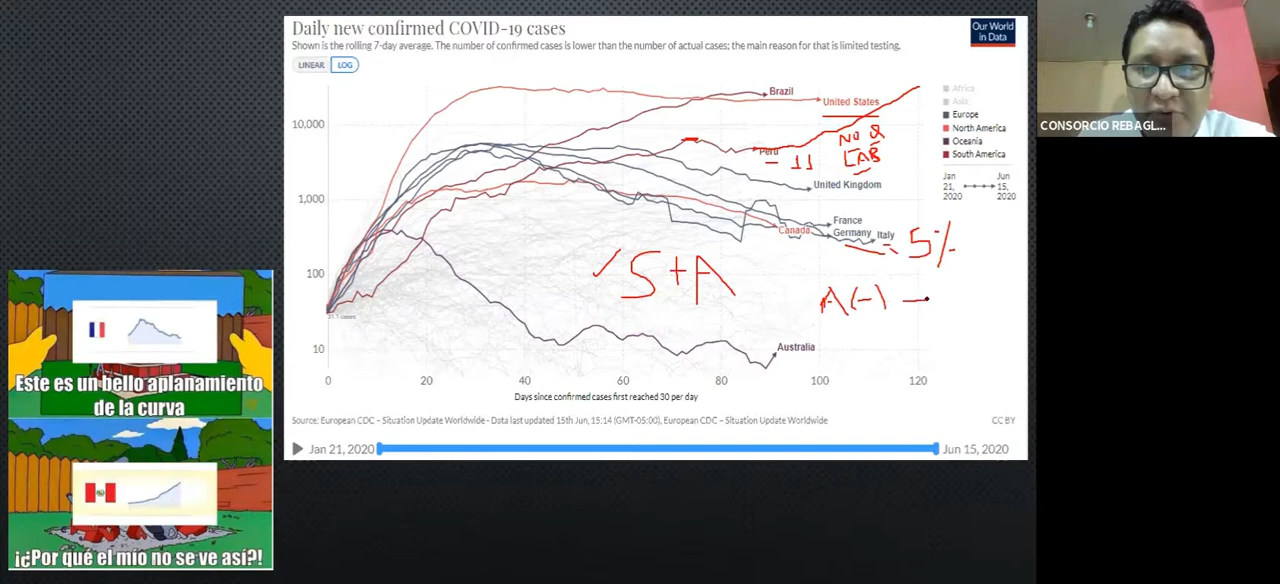 Daily new confirmed COVID-19 cases
Shown is the rolling 7-day average. The number of confirmed cases is lower than the number of actual cases; the main reason for that is limited testing.
Our World
in Data
LINEAR
LOG
10,000
1,000
100
10
0
20
40
60
80
100
120
31.1 cases
Days since confirmed cases first reached 30 per day
Brazil
United States
Peru
United Kingdom
France
Germany
Italy
Canada
Australia
Africa
Asia
Europe
North America
Oceania
South America
Jan
21,
2020
Jun
15,
2020
NO
LAB
S+A
5%
A(-)
Source: European CDC – Situation Update Worldwide - Data last updated 15th Jun, 15:14 (GMT-05:00), European CDC – Situation Update Worldwide
CC BY
Jan 21, 2020
Jun 15, 2020
CONSORCIO REBAGL...
Este es un bello aplanamiento
de la curva
¡¿Por qué el mío no se ve así?!